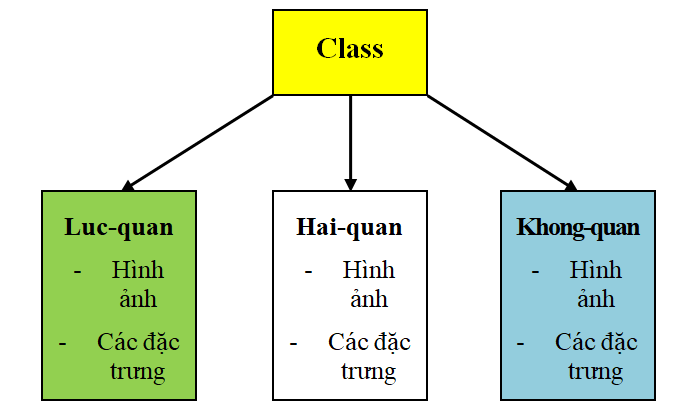 Class
Luc-quan
- Hình
ảnh
- Các đặc
trưng
Hai-quan
- Hình
ảnh
- Các đặc
trưng
Khong-quan
- Hình
ảnh
- Các đặc
trưng